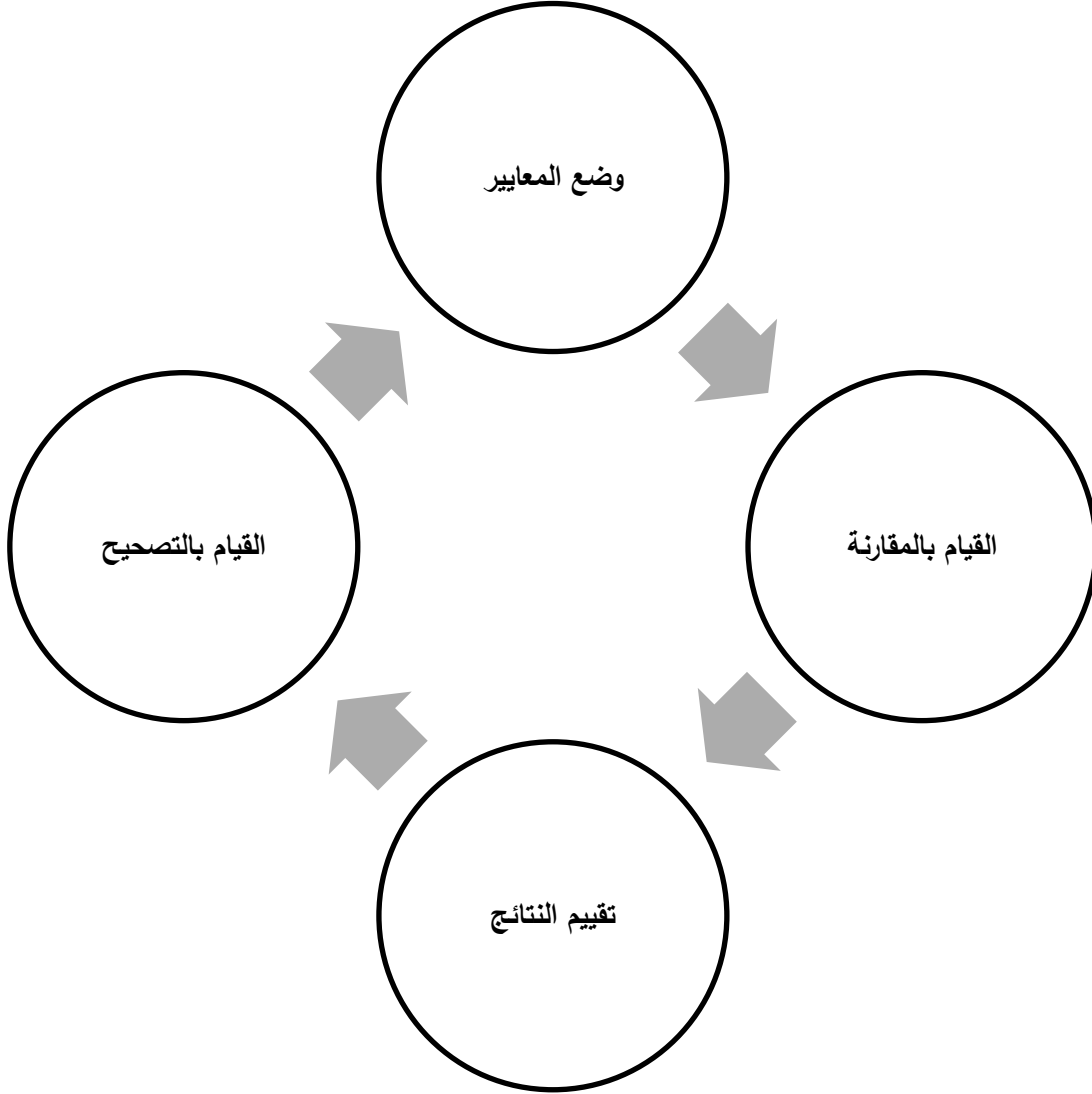 وضع المعايير
القيام بالمقارنة
تقييم النتائج
القيام بالتصحيح